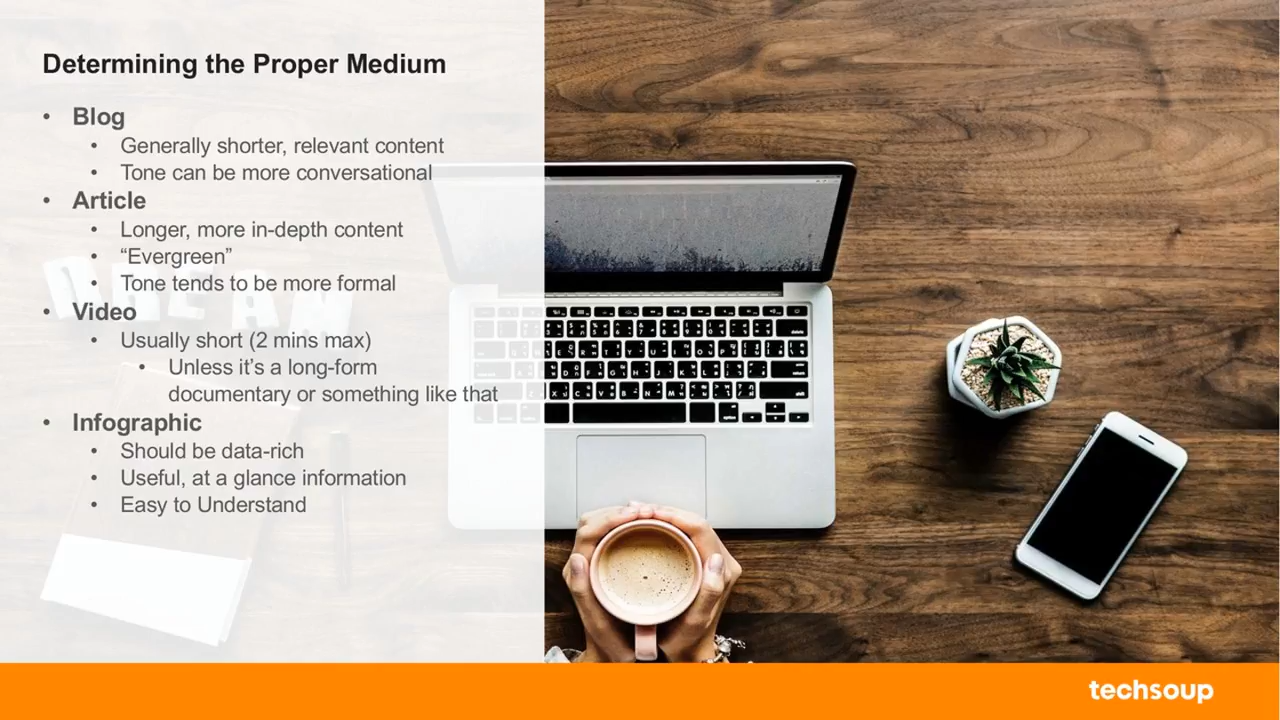 Determining the Proper Medium
• Blog
• Generally shorter, relevant content
• Tone can be more conversational
• Article
• Longer, more in-depth content
• “Evergreen”
• Tone tends to be more formal
• Video
• Usually short (2 mins max)
• Unless it’s a long-form
documentary or something like that
• Infographic
• Should be data-rich
• Useful, at a glance information
• Easy to Understand
DREAM
techsoup